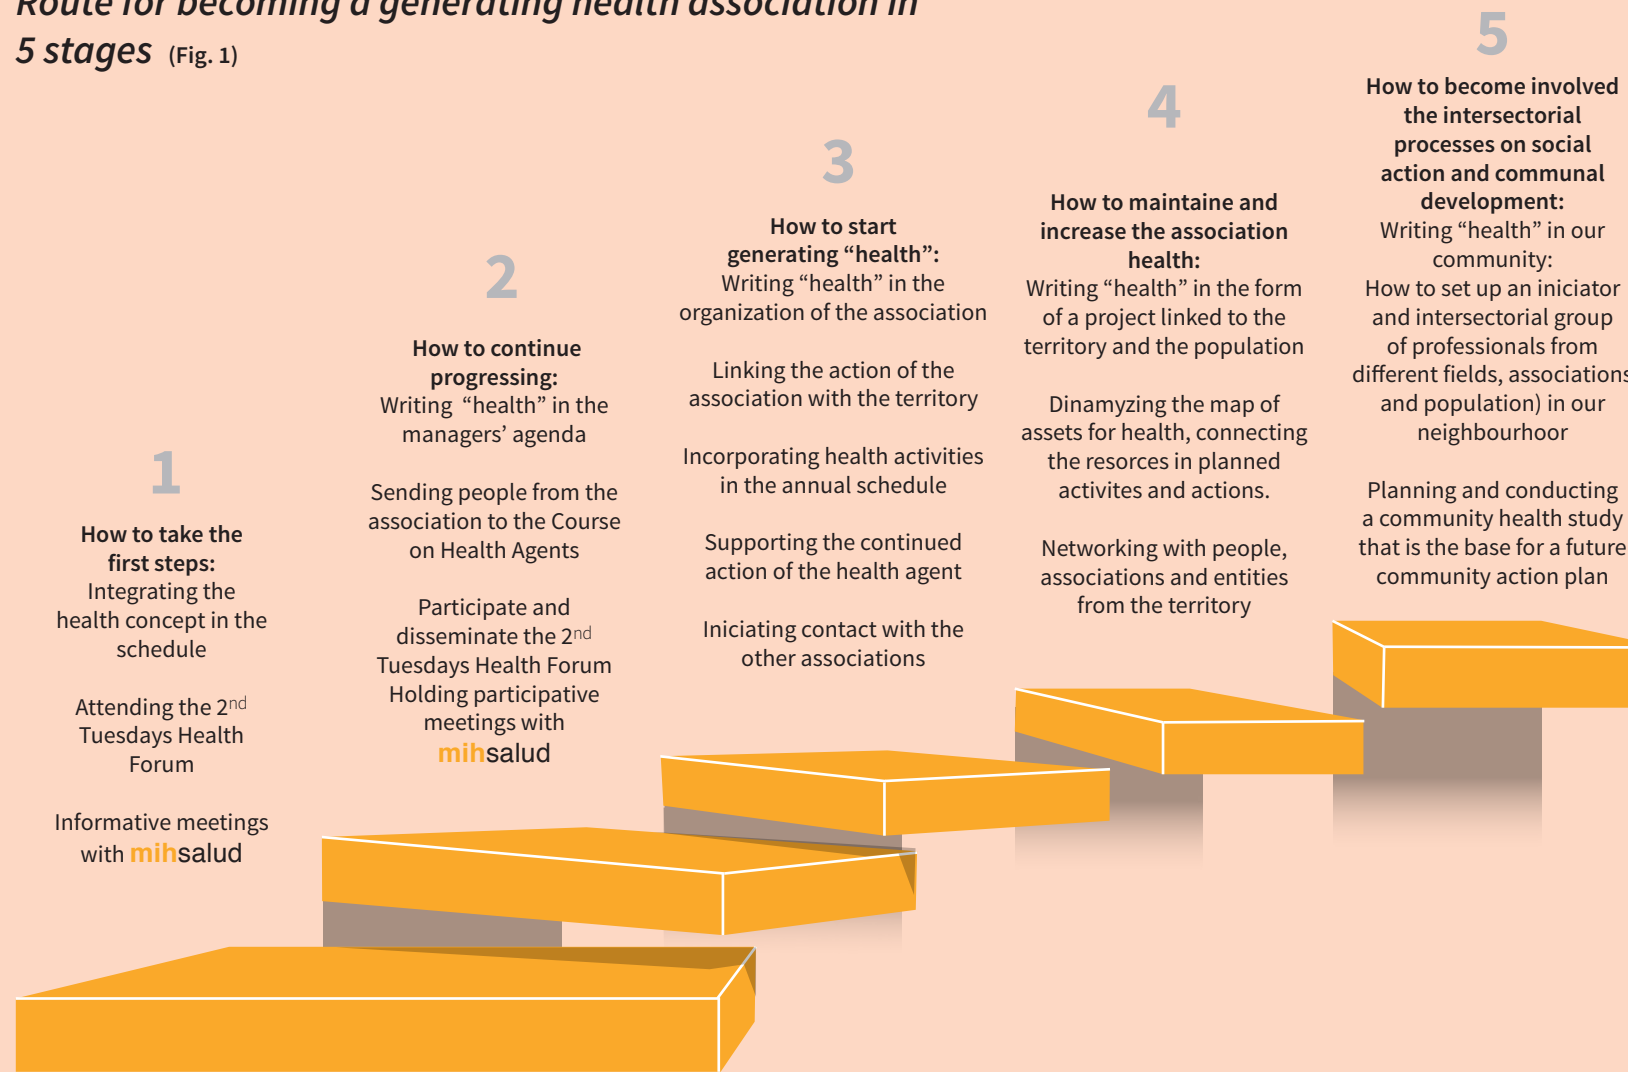 Route for becoming a generating health association in
5 stages (Fig. 1)
1
How to take the
first steps:
Integrating the
health concept in the
schedule
Attending the 2nd
Tuesdays Health
Forum
Informative meetings
with mihsalud
2
How to continue
progressing:
Writing “health” in the
managers’ agenda
Sending people from the
association to the Course
on Health Agents
Participate and
disseminate the 2nd
Tuesdays Health Forum
Holding participative
meetings with
mihsalud
3
How to start
generating “health”:
Writing “health” in the
organization of the association
Linking the action of the
association with the territory
Incorporating health activities
in the annual schedule
Supporting the continued
action of the health agent
Iniciating contact with the
other associations
4
How to maintaine and
increase the association
health:
Writing “health” in the form
of a project linked to the
territory and the population
Dinamyzing the map of
assets for health, connecting
the resorces in planned
activites and actions.
Networking with people,
associations and entities
from the territory
5
How to become involved
the intersectorial
processes on social
action and communal
development:
Writing “health” in our
community:
How to set up an iniciator
and intersectorial group
of professionals from
different fields, associations
and population) in our
neighbourhoor
Planning and conducting
a community health study
that is the base for a future
community action plan